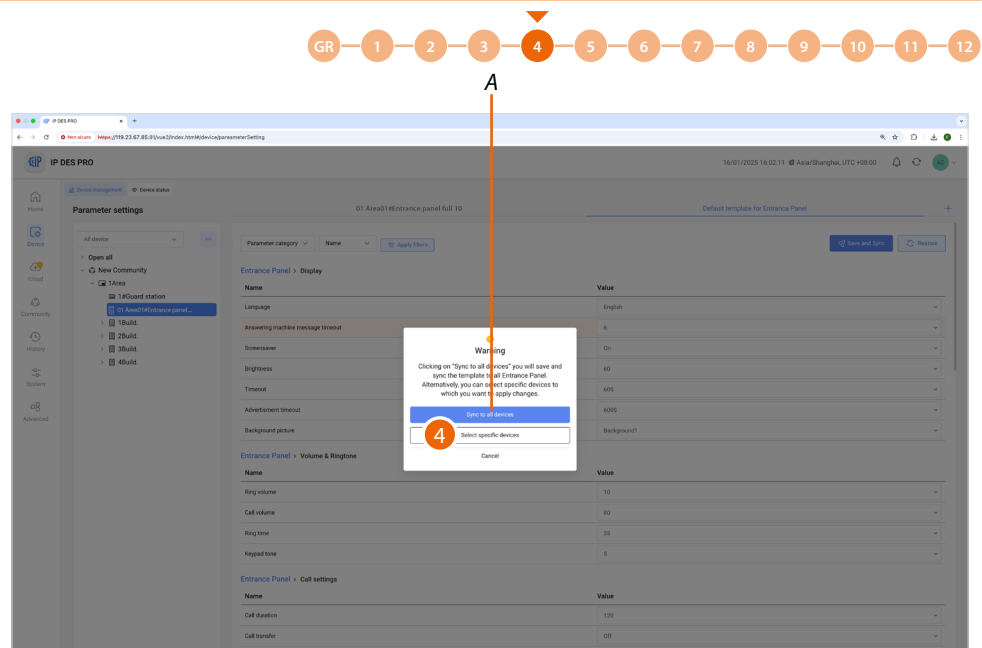 GR 1 2 3 4 5 6 7 8 9 10 11 12
A
IP DES PRO × +
Not secure https://119.23.67.85:81/vue3/index.html#/device/pareameterSetting
IP DES PRO
16/01/2025 16:02:11 Asia/Shanghai, UTC +08:00
Device management Device status
Home
Device
Cloud
Community
History
System
Advanced
Parameter settings
01 Area01#Entrance panel full 10
Default template for Entrance Panel +
All device
Open all
New Community
1Area
1#Guard station
01 Area01#Entrance panel...
1Build.
2Build.
3Build.
4Build.
Parameter category Name Apply filters
Save and Sync Restore
Entrance Panel > Display
Name Value
Language English
Answering machine message timeout 6
Screensaver On
Brightness 60
Timeout 60S
Advertisment timeout 600S
Background picture Background1
Warning
Clicking on "Sync to all devices" you will save and
sync the template to all Entrance Panel.
Alternatively, you can select specific devices to
which you want to apply changes.
Sync to all devices
4 Select specific devices
Cancel
Entrance Panel > Volume & Ringtone
Name Value
Ring volume 10
Call volume 80
Ring time 25
Keypad tone 5
Entrance Panel > Call settings
Name Value
Call duration 120
Call transfer Off